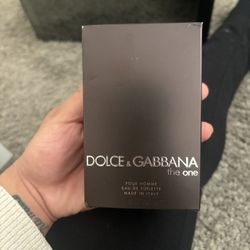 DOLCE & GABBANA
the one
POUR HOMME
EAU DE TOILETTE
MADE IN ITALY